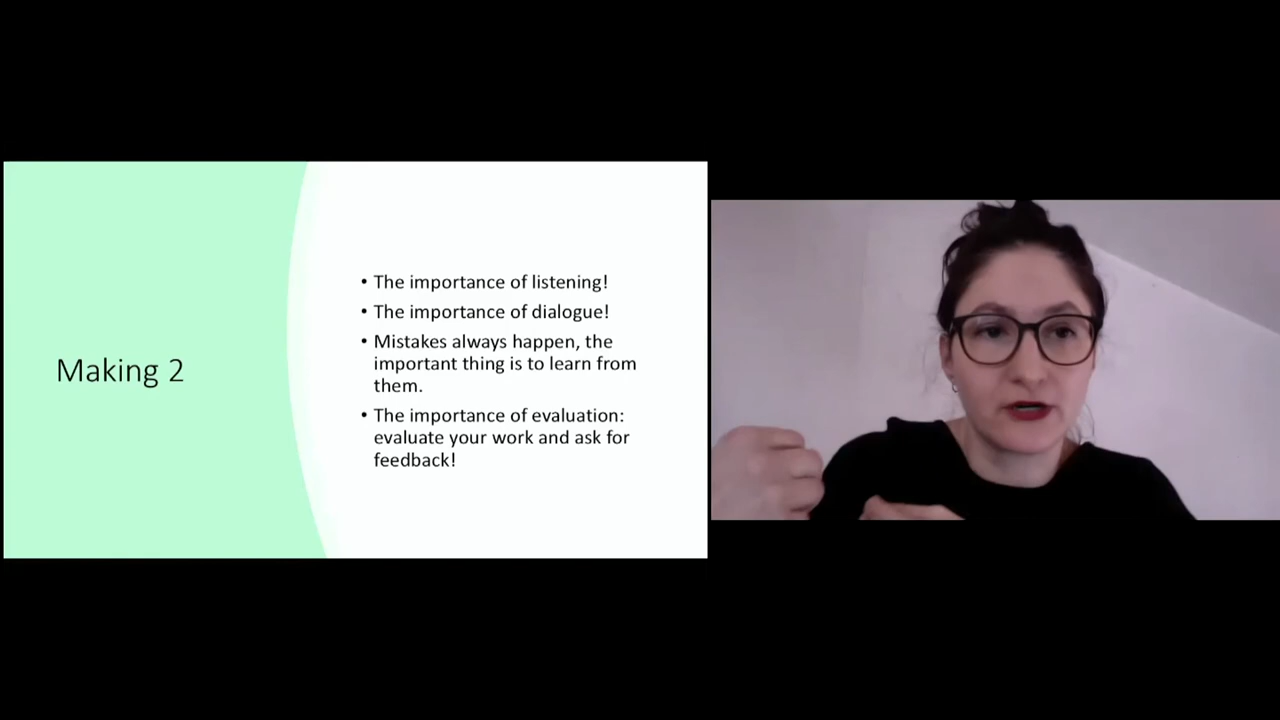 Making 2
• The importance of listening!
• The importance of dialogue!
• Mistakes always happen, the
important thing is to learn from
them.
• The importance of evaluation:
evaluate your work and ask for
feedback!